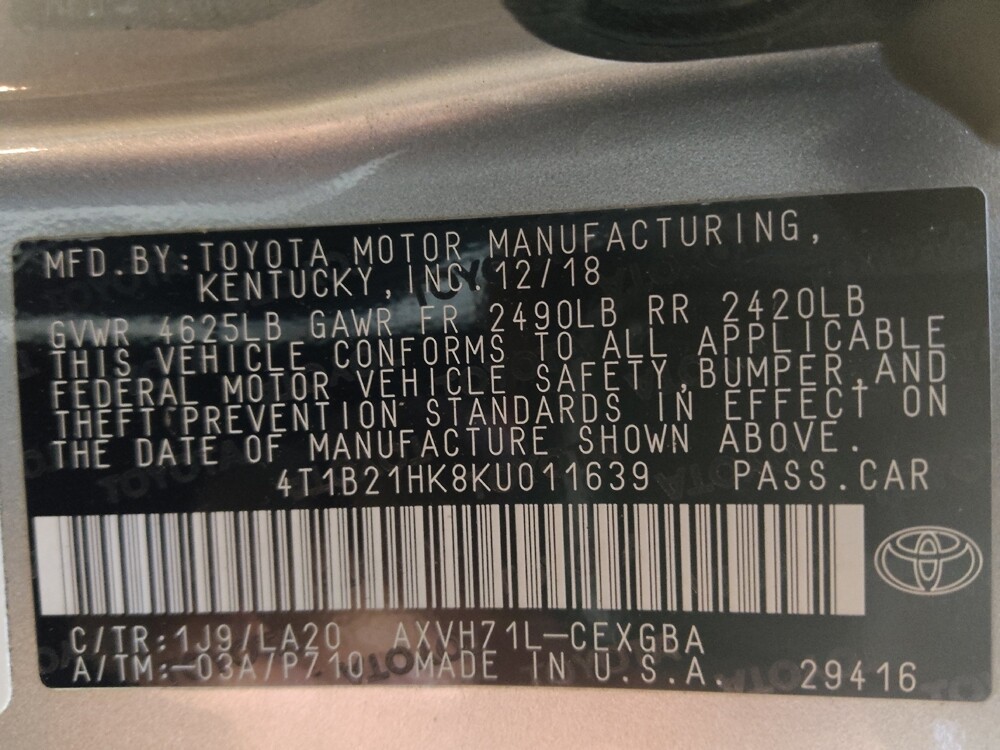 MFD.BY:TOYOTA MOTOR MANUFACTURING,
KENTUCKY,INC. 12/18
GVWR 4625LB GAWR FR 2490LB RR 2420LB
THIS VEHICLE CONFORMS TO ALL APPLICABLE
FEDERAL MOTOR VEHICLE SAFETY,BUMPER,AND
THEFT PREVENTION STANDARDS IN EFFECT ON
THE DATE OF MANUFACTURE SHOWN ABOVE.
4T1B21HK8KU011639 PASS.CAR
C/TR:1J9/LA20 AXVH71L-CEXGBA
A/TM:-03A/P710 MADE IN U.S.A. 29416